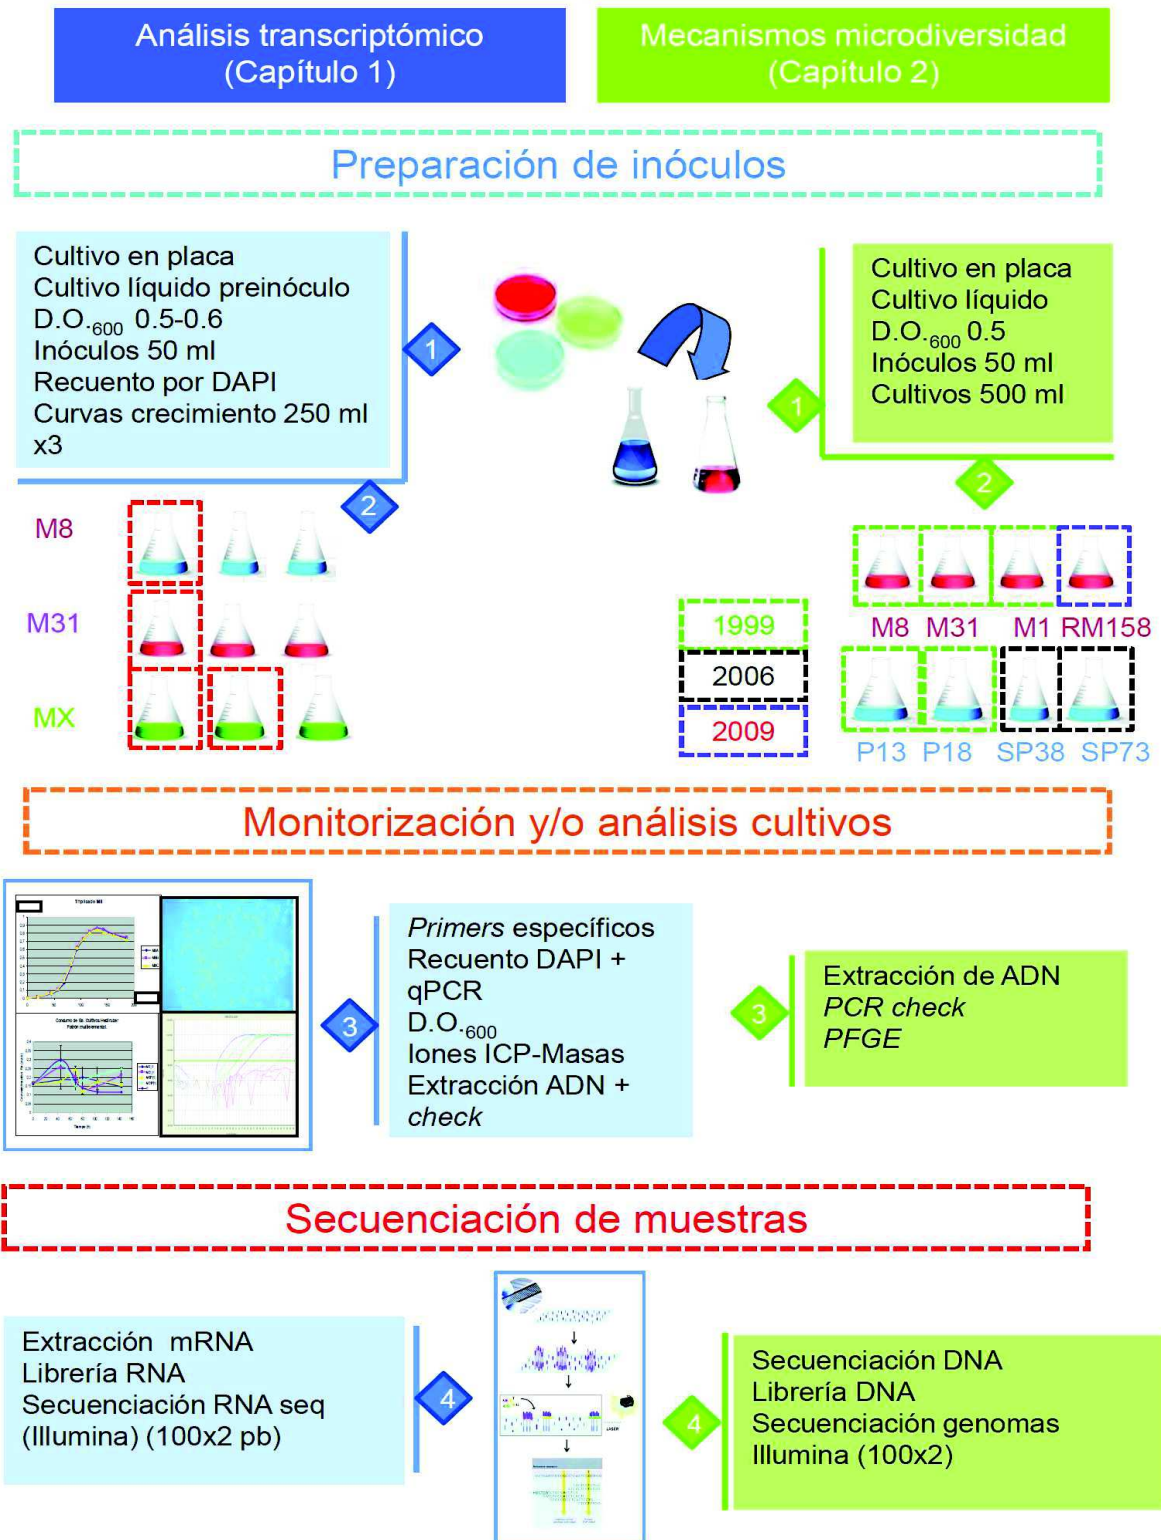 Análisis transcriptómico
(Capítulo 1)
Mecanismos microdiversidad
(Capítulo 2)
Preparación de inóculos
Cultivo en placa
Cultivo líquido preinóculo
D.O.600 0.5-0.6
Inóculos 50 ml
Recuento por DAPI
Curvas crecimiento 250 ml
x3
1
2
Cultivo en placa
Cultivo líquido
D.O.600 0.5
Inóculos 50 ml
Cultivos 500 ml
1
2
M8
M31
MX
1999
2006
2009
M8 M31 M1 RM158
P13 P18 SP38 SP73
Monitorización y/o análisis cultivos
3
Primers específicos
Recuento DAPI +
qPCR
D.O.600
Iones ICP-Masas
Extracción ADN +
check
3
Extracción de ADN
PCR check
PFGE
Secuenciación de muestras
Extracción mRNA
Librería RNA
Secuenciación RNA seq
(Illumina) (100x2 pb)
4
LASER
4
Secuenciación DNA
Librería DNA
Secuenciación genomas
Illumina (100x2)